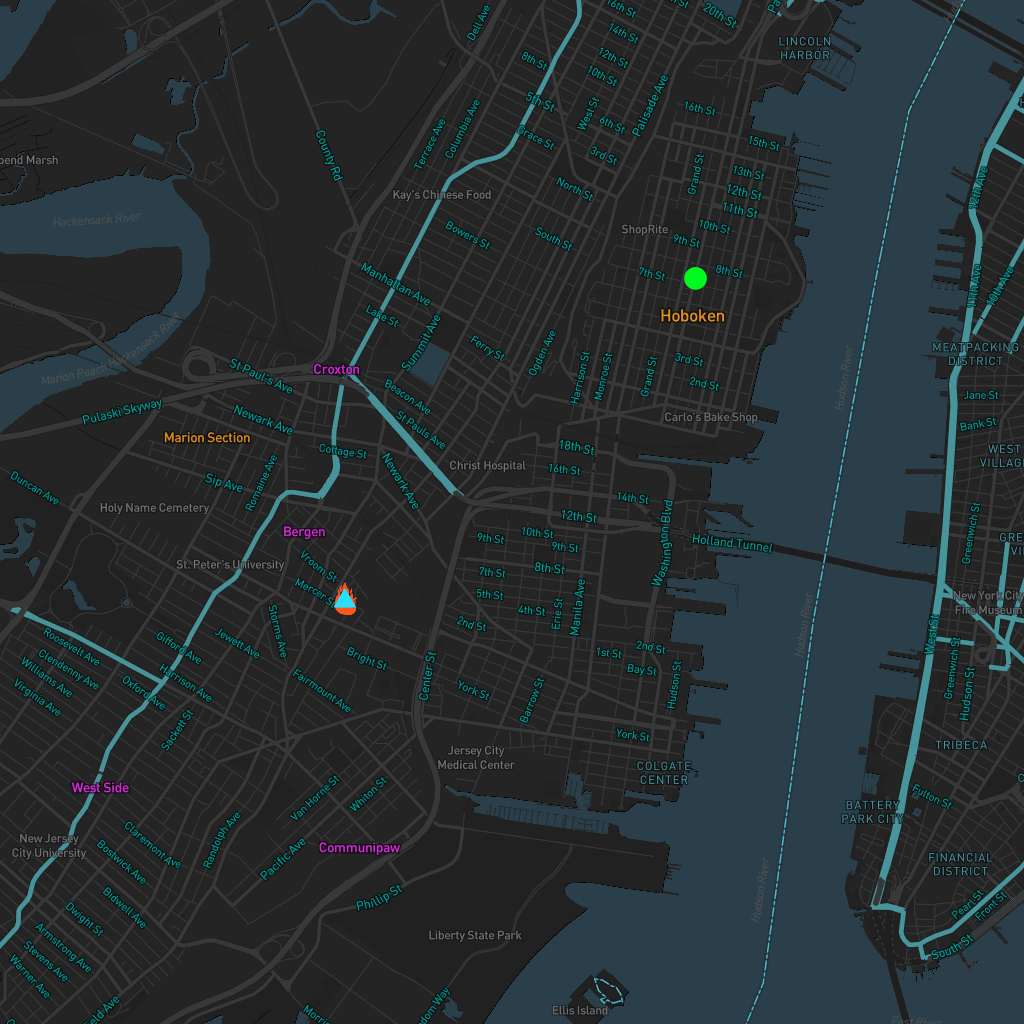 16th St
20th St
Dell Ave
14th St
LINCOLN
HARBOR
8th St
12th St
10th St
Palisade Ave
5th St
West St
16th St
Columbia Ave
6th St
Terrace Ave
Grace St
15th St
County Rd
3rd St
pend Marsh
Grand St
13th St
12th Ave
Kay's Chinese Food
North St
12th St
11th St
Hackensack River
Bowers St
South St
ShopRite
10th St
9th St
Manhattan Ave
7th St
8th St
11th Ave
10th Ave
Lake St
Hoboken
Summit Ave
Ferry St
Ogden Ave
MEATPACKING
DISTRICT
Marion Reach Hackensack River
Hudson River
St Paul's Ave
Croxton
Harrison St
Monroe St
Grand St
3rd St
2nd St
Beacon Ave
Jane St
Pulaski Skyway
Newark Ave
St Pauls Ave
Carlo's Bake Shop
Bank St
Marion Section
Cottage St
18th St
WEST
VILLAGE
Christ Hospital
16th St
Sip Ave
Romaine Ave
Newark Ave
Duncan Ave
14th St
Holy Name Cemetery
12th St
Washington Blvd
Greenwich St
Bergen
10th St
9th St
9th St
Holland Tunnel
GRE
VI
Vroom St
St. Peter's University
7th St
8th St
Mercer St
5th St
Manila Ave
New York City
Fire Museum
4th St
Erie St
Storms Ave
2nd St
West St
Roosevelt Ave
Jewett Ave
Gifford Ave
1st St
2nd St
Hudson River
Clendenny Ave
Bright St
Bay St
Greenwich St
Williams Ave
Harrison Ave
Center St
Hudson St
Hudson St
Virginia Ave
Oxford Ave
Fairmount Ave
York St
Barrow St
Sackett St
York St
TRIBECA
Jersey City
Medical Center
COLGATE
CENTER
West Side
Van Horne St
Whiton St
Fulton St
BATTERY
PARK CITY
New Jersey
City University
Claremont Ave
Randolph Ave
Communipaw
Bostwick Ave
Pacific Ave
FINANCIAL
DISTRICT
Hudson River
Bidwell Ave
Phillip St
Pearl St
Front St
Dwight St
Liberty State Park
Armstrong Ave
South St
Stevens Ave
Warner Ave
field Ave
dom Way
Morri
Ellis Island
East River